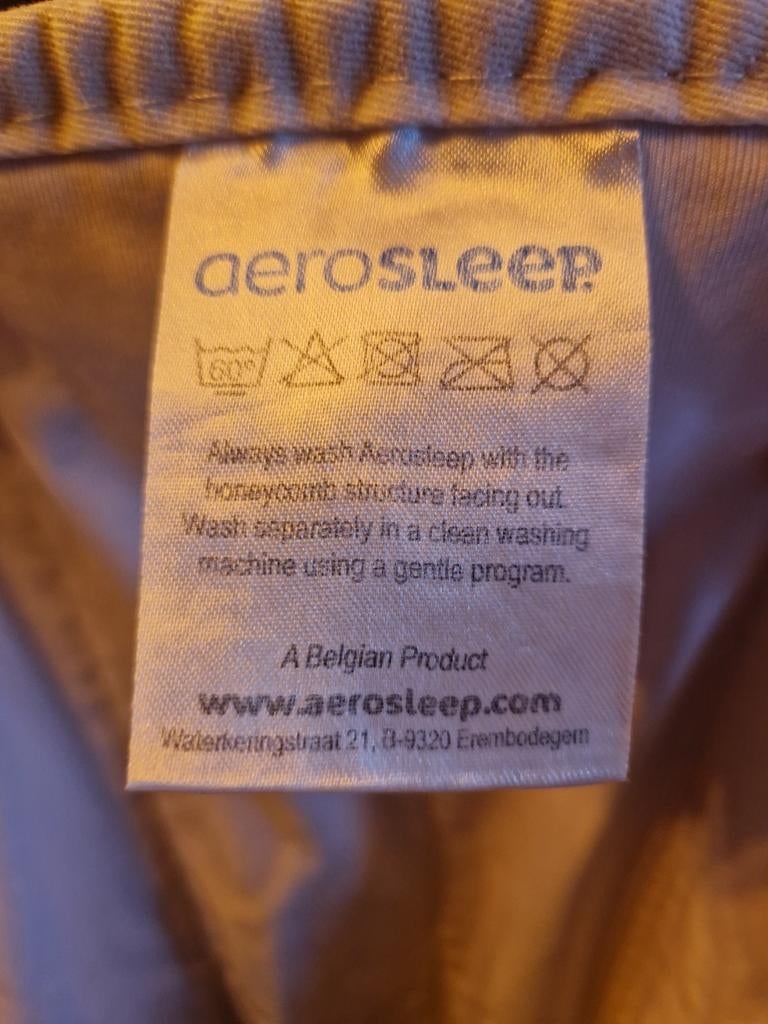 aerosleep
60°
Always wash Aerosleep with the
honeycomb structure facing out.
Wash separately in a clean washing
machine using a gentle program.
A Belgian Product
www.aerosleep.com
Waterkeringstraat 21, B-9320 Erembodegem